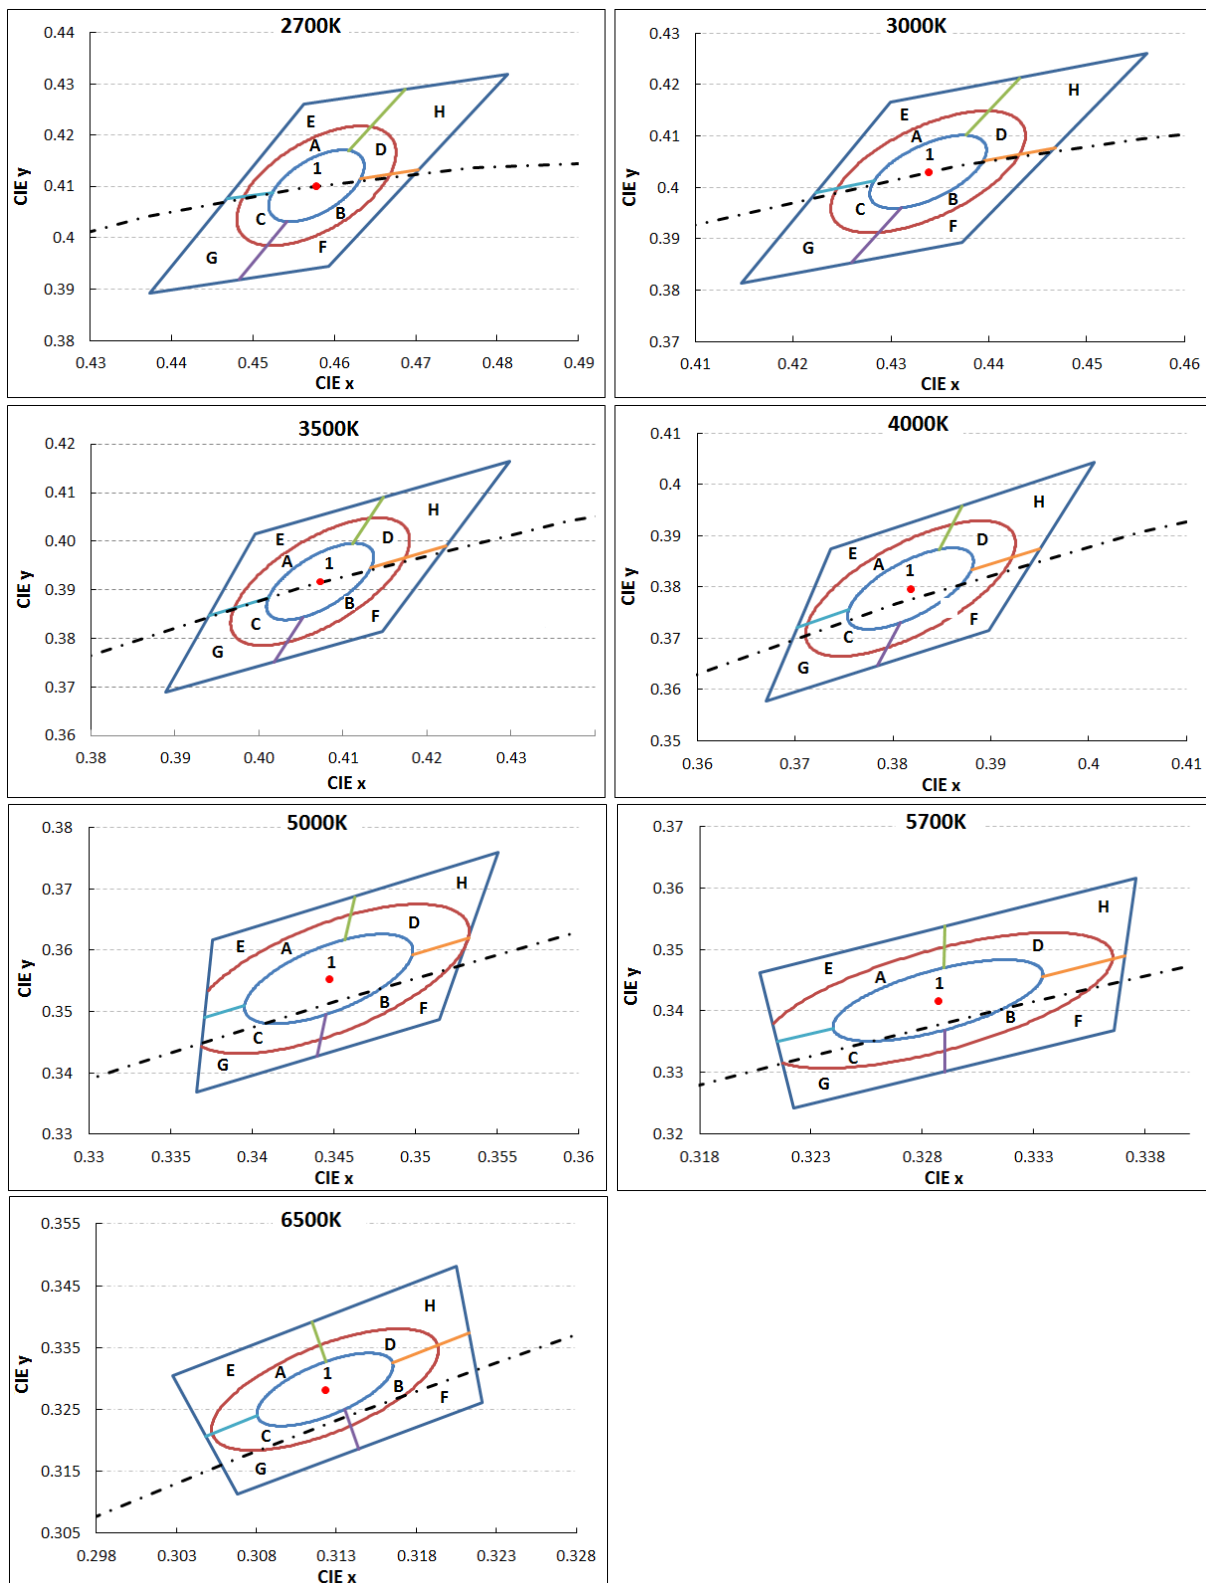 2700K
0.44
0.43
0.42
0.41
0.4
0.39
0.38
CIE y
E
H
A
D
1
C
B
G
F
0.43 0.44 0.45 0.46 0.47 0.48 0.49
CIE x
3000K
0.43
0.42
0.41
0.4
0.39
0.38
0.37
CIE y
H
E
A
D
1
C
B
F
G
0.41 0.42 0.43 0.44 0.45 0.46
CIE x
3500K
0.42
0.41
0.40
0.39
0.38
0.37
0.36
CIE y
H
E
D
A
1
B
C
F
G
0.38 0.39 0.40 0.41 0.42 0.43
CIE x
4000K
0.41
0.4
0.39
0.38
0.37
0.36
0.35
CIE y
H
E
D
A
1
C
F
G
0.36 0.37 0.38 0.39 0.4 0.41
CIE x
5000K
0.38
0.37
0.36
0.35
0.34
0.33
CIE y
H
E
A
D
1
B
F
C
G
0.33 0.335 0.34 0.345 0.35 0.355 0.36
CIE x
5700K
0.37
0.36
0.35
0.34
0.33
0.32
CIE y
H
D
E
A
1
B
F
C
G
0.318 0.323 0.328 0.333 0.338
CIE x
6500K
0.355
0.345
0.335
0.325
0.315
0.305
CIE y
H
D
E
A
1
B
F
C
G
0.298 0.303 0.308 0.313 0.318 0.323 0.328
CIE x